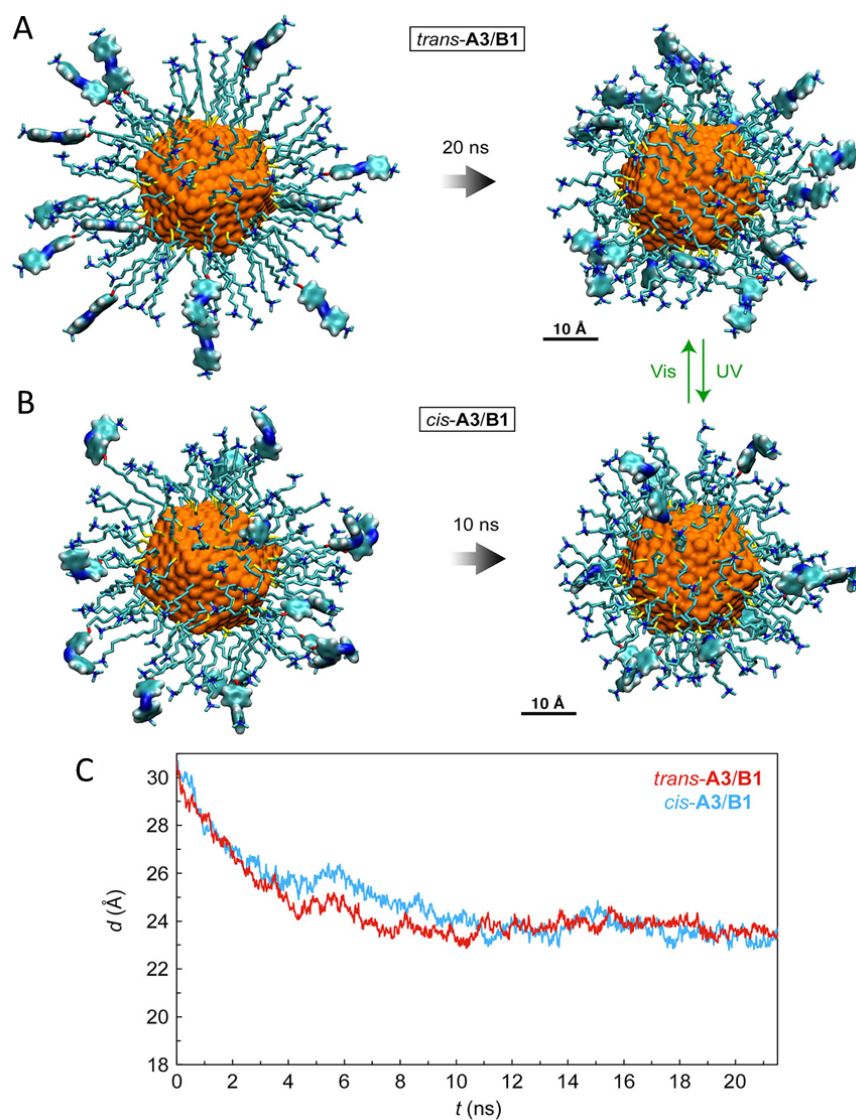 A
trans-A3/B1
20 ns
10 Å
Vis
UV
B
cis-A3/B1
10 ns
10 Å
C
trans-A3/B1
cis-A3/B1
30
28
26
24
22
20
18
d (Å)
0 2 4 6 8 10 12 14 16 18 20
t (ns)